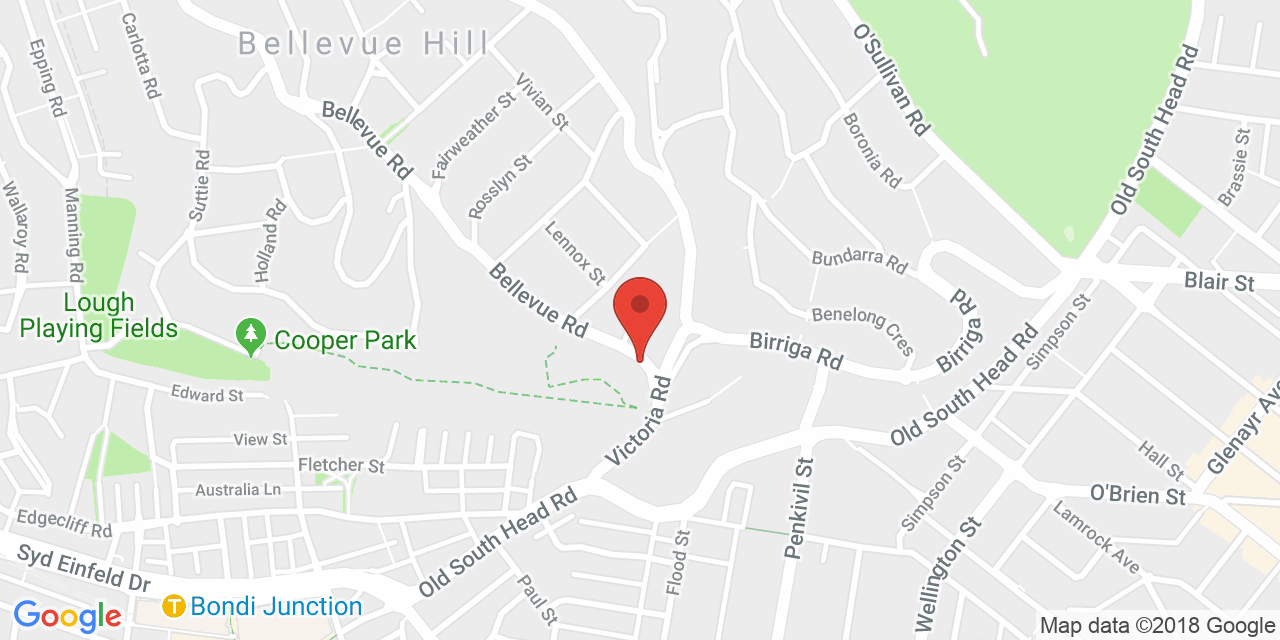 O'Sullivan Rd
Old South Head Rd
Carlotta Rd
Epping Rd
Bellevue Hill
Vivian St
Fairweather St
Bellevue Rd
Boronia Rd
Brassie St
Suttie Rd
Rosslyn St
Wallaroy Rd
Manning Rd
Holland Rd
Lennox St
Bundarra Rd
Blair St
Bellevue Rd
Birriga Rd
Simpson St
Lough
Playing Fields
Cooper Park
Benelong Cres
Birriga Rd
Old South Head Rd
Edward St
Victoria Rd
Glenayr Ave
View St
Fletcher St
Hall St
Australia Ln
Simpson St
O'Brien St
Edgecliff Rd
Old South Head Rd
Penkivil St
Lamrock Ave
Flood St
Wellington St
Syd Einfeld Dr
Paul St
T
Bondi Junction
Google
Map data ©2018 Google